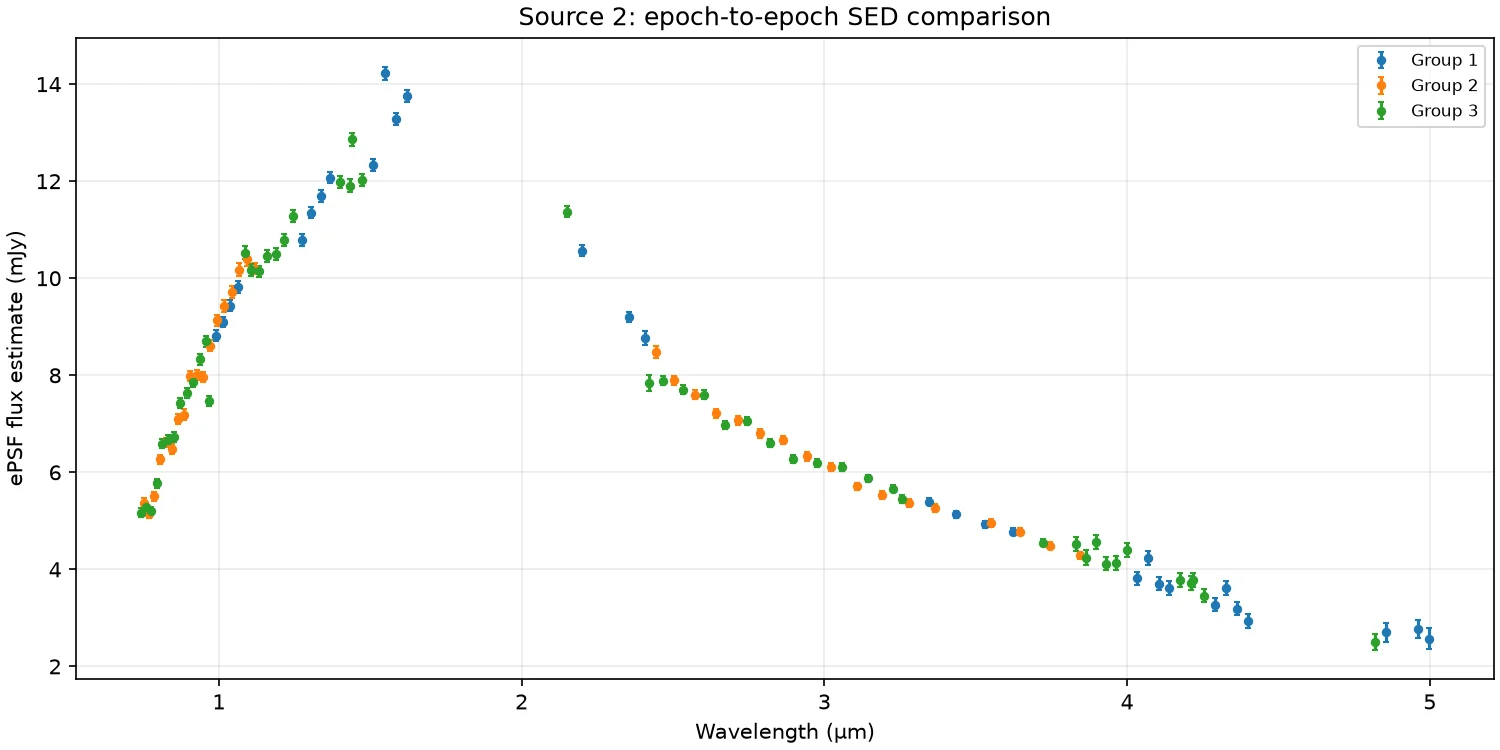 Source 2: epoch-to-epoch SED comparison
ePSF flux estimate (mJy)
14
12
10
8
6
4
2
Group 1
Group 2
Group 3
1 2 3 4 5
Wavelength (µm)